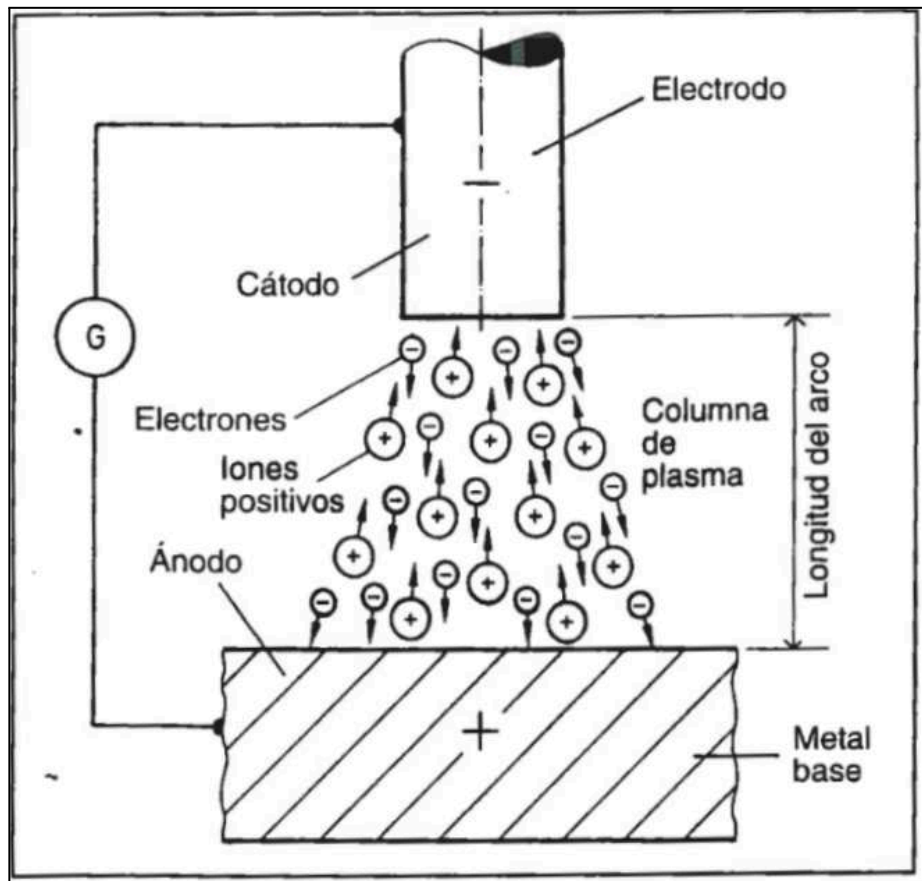 Electrodo
Cátodo
G
Electrones
Iones
positivos
Columna
de
plasma
Longitud del arco
Ánodo
Metal
base